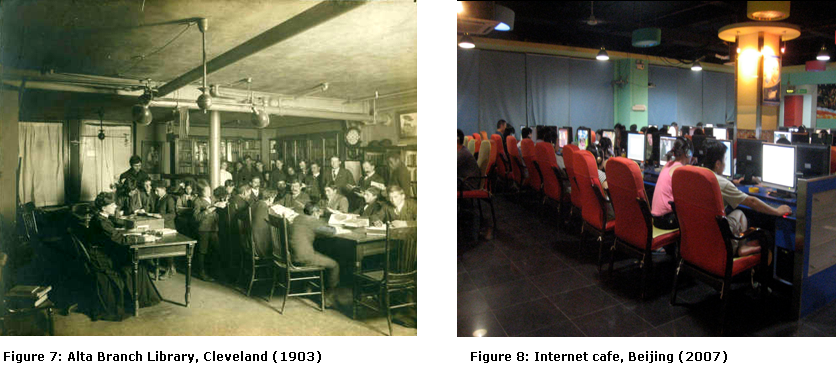 Figure 7: Alta Branch Library, Cleveland (1903)
Figure 8: Internet cafe, Beijing (2007)